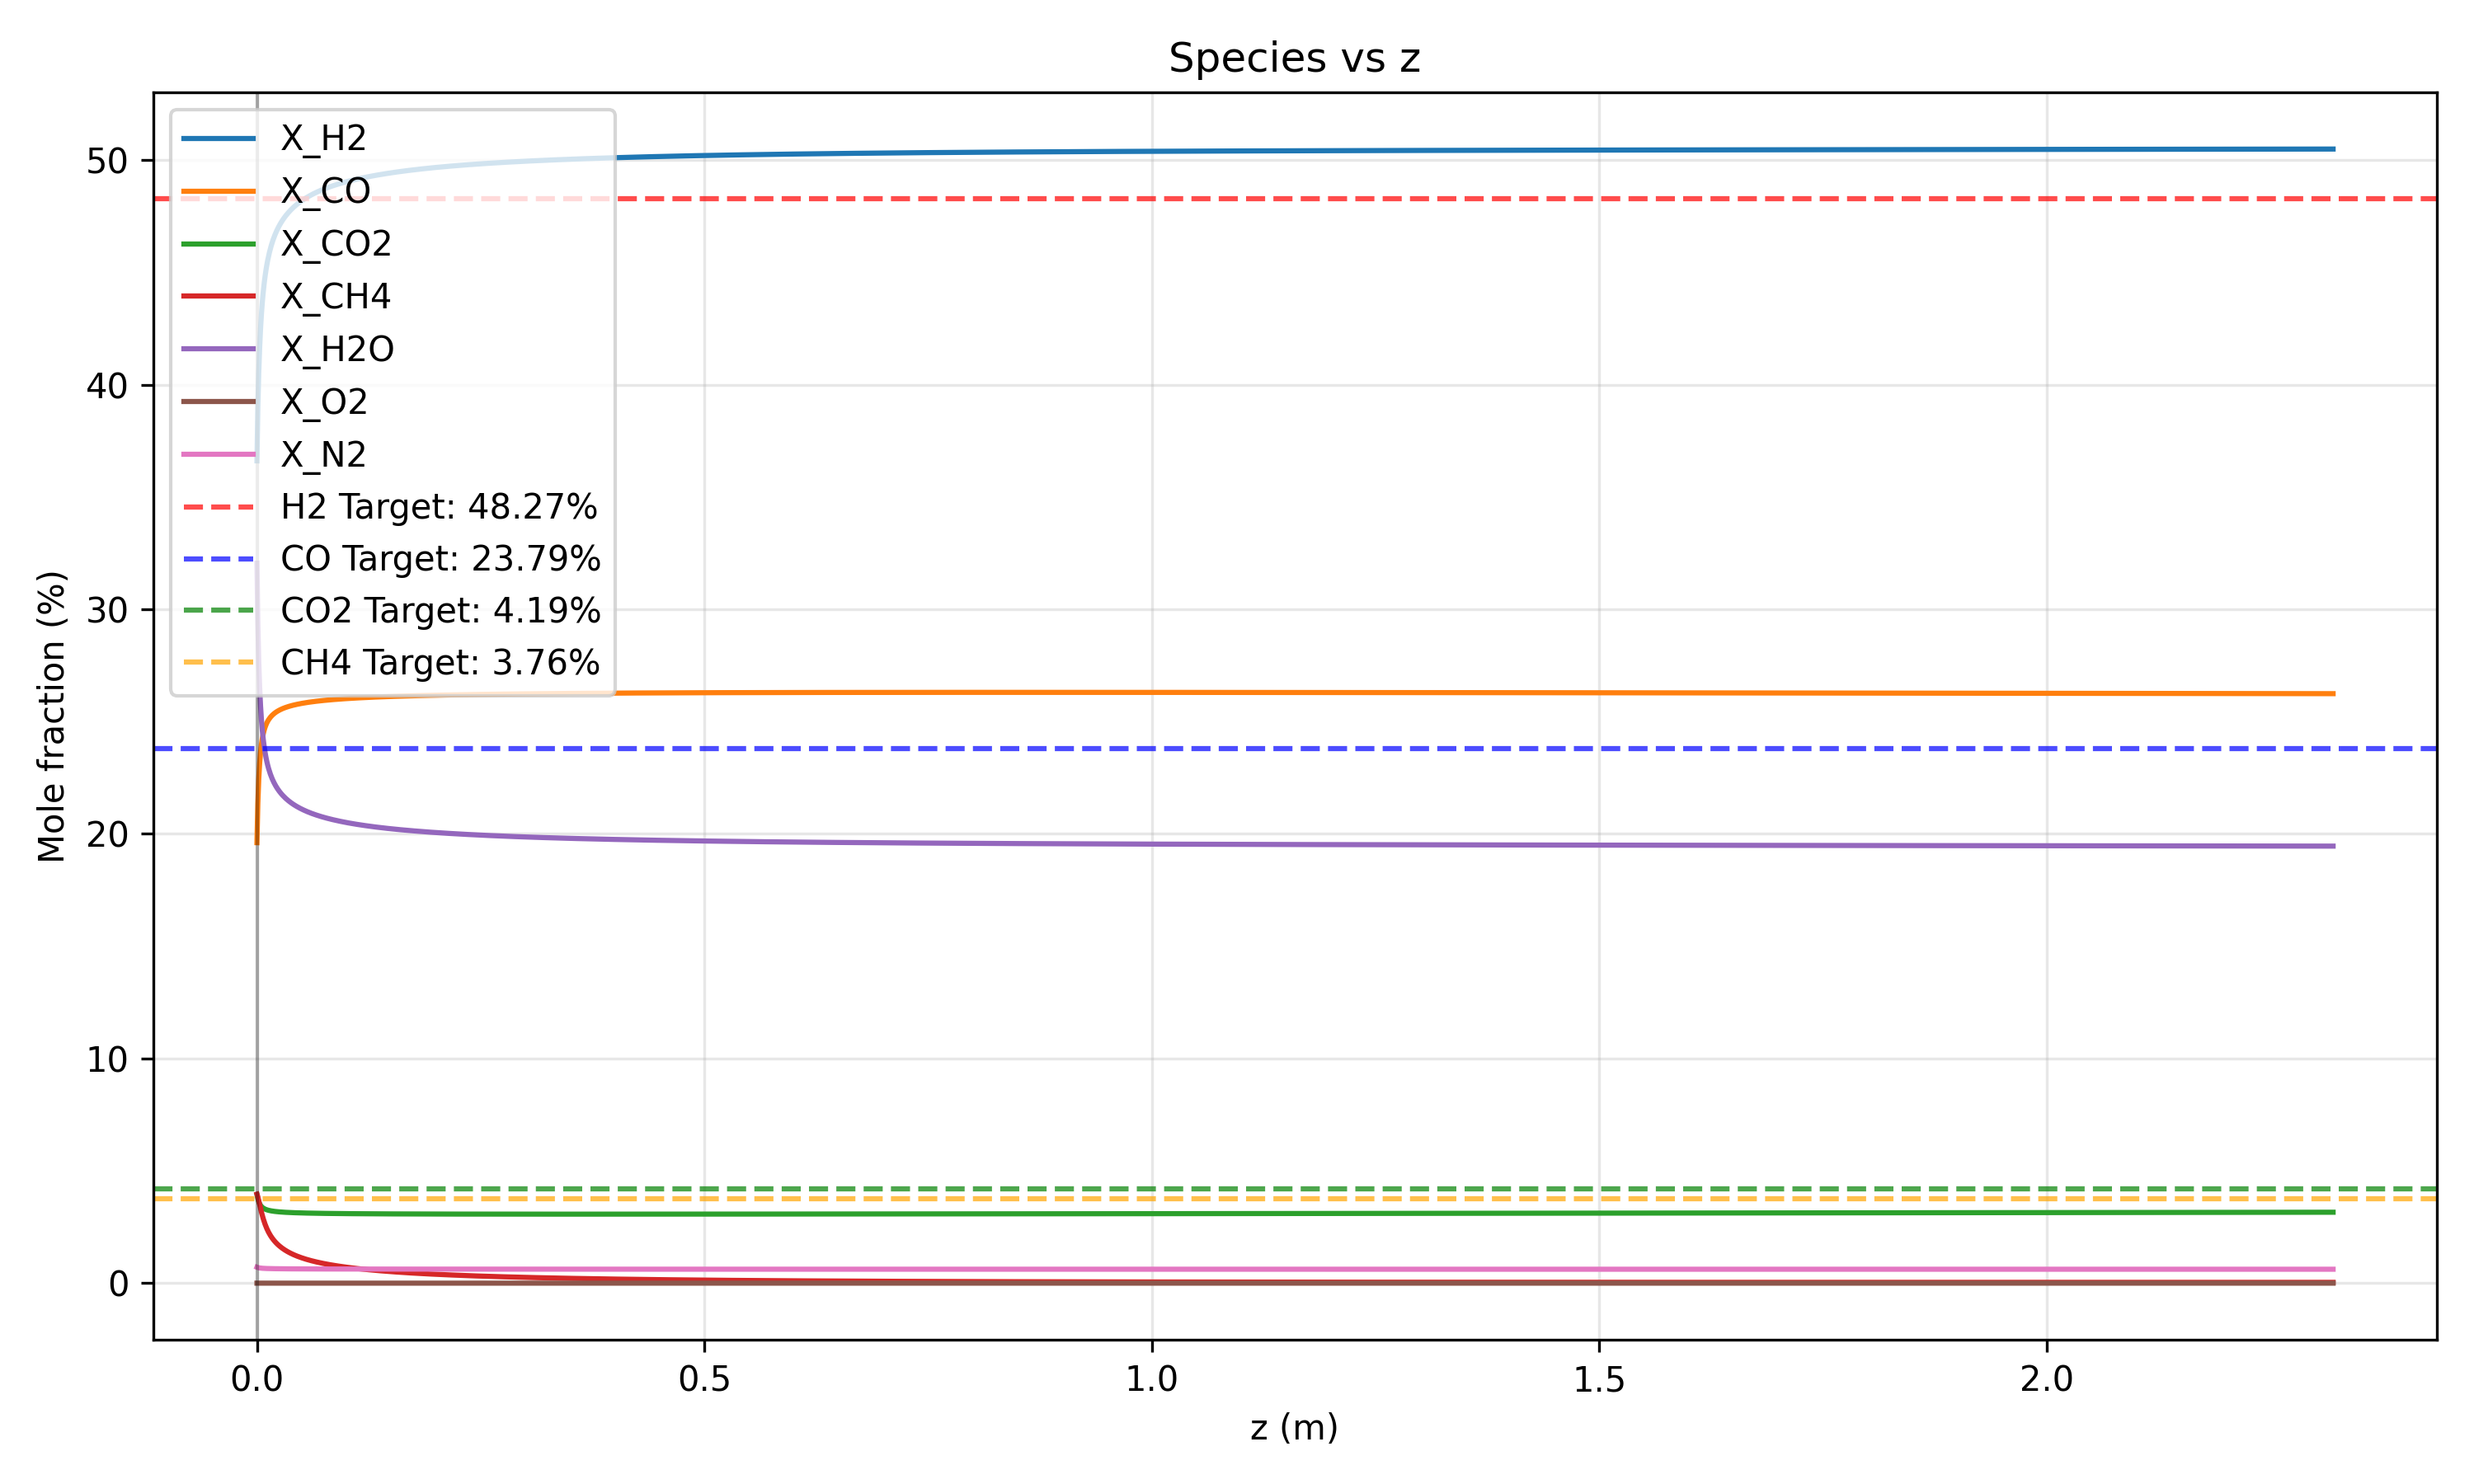 Species vs z
X_H2
X_CO
X_CO2
X_CH4
X_H2O
X_O2
X_N2
H2 Target: 48.27%
CO Target: 23.79%
CO2 Target: 4.19%
CH4 Target: 3.76%
Mole fraction (%)
50
40
30
20
10
0
0.0 0.5 1.0 1.5 2.0
z (m)